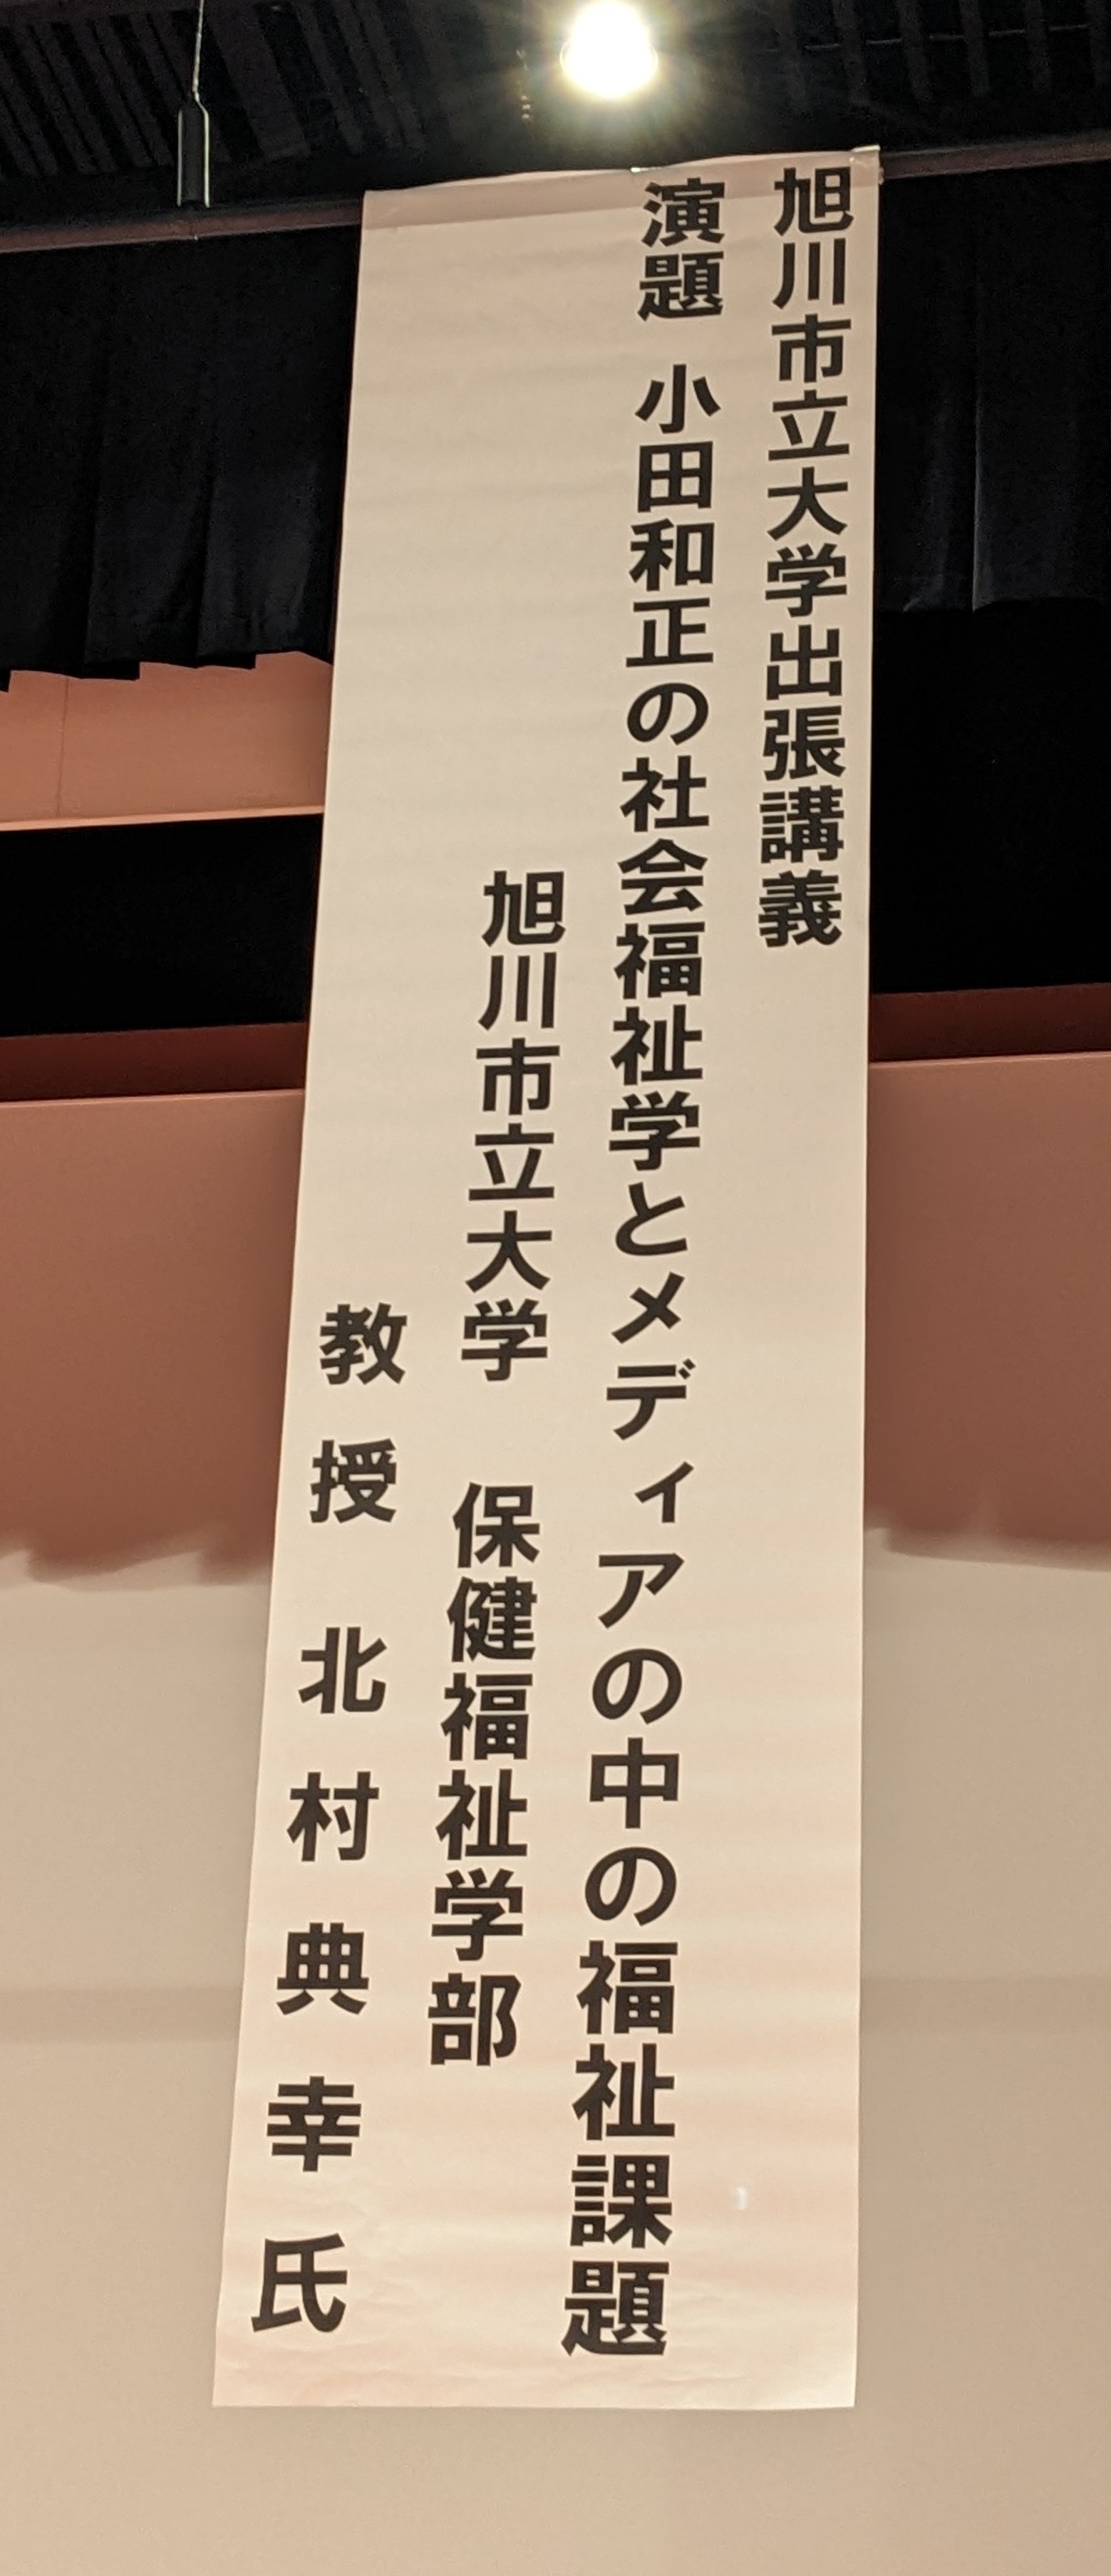 旭川市立大学出張講義
演題 小田和正の社会福祉学とメディアの中の福祉課題
旭川市立大学 保健福祉学部
教授 北村典幸氏